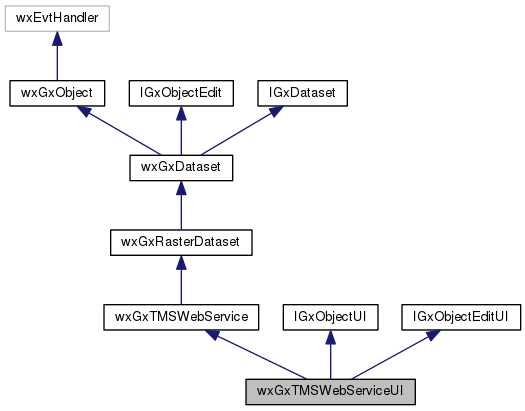 wxEvtHandler
wxGxObject
IGxObjectEdit
IGxDataset
wxGxDataset
wxGxRasterDataset
wxGxTMSWebService
IGxObjectUI
IGxObjectEditUI
wxGxTMSWebServiceUI